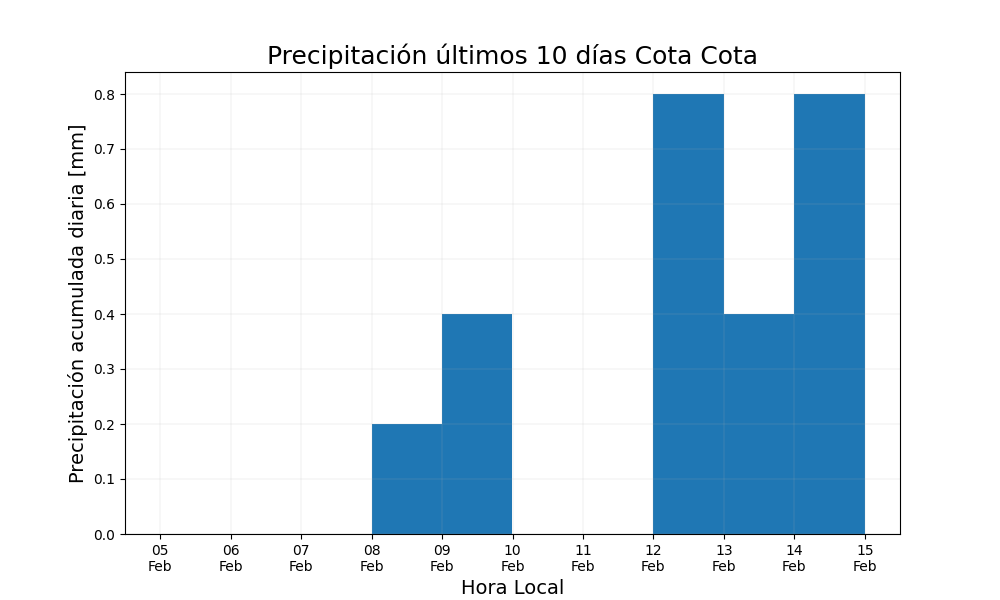 Precipitación últimos 10 días Cota Cota
Precipitación acumulada diaria [mm]
0.8
0.7
0.6
0.5
0.4
0.3
0.2
0.1
0.0
05 06 07 08 09 10 11 12 13 14 15
Feb Feb Feb Feb Feb Feb Feb Feb Feb Feb Feb
Hora Local